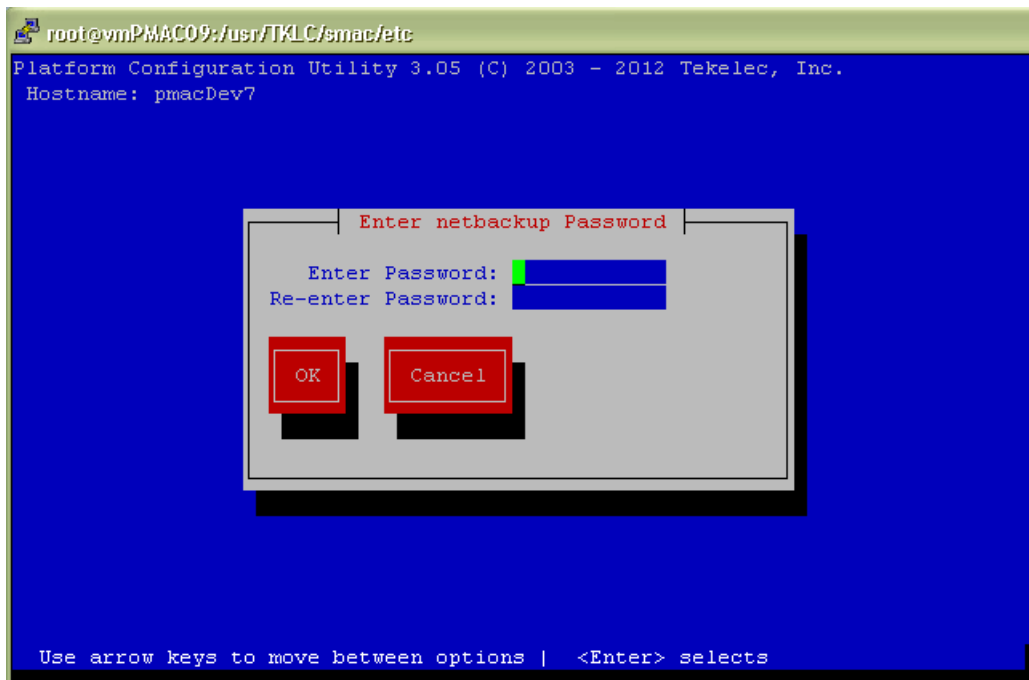 root@vmPMAC09:/usr/TKLC/smac/etc
Platform Configuration Utility 3.05 (C) 2003 - 2012 Tekelec, Inc.
Hostname: pmacDev7
Enter netbackup Password
Enter Password:
Re-enter Password:
OK Cancel
Use arrow keys to move between options | <Enter> selects